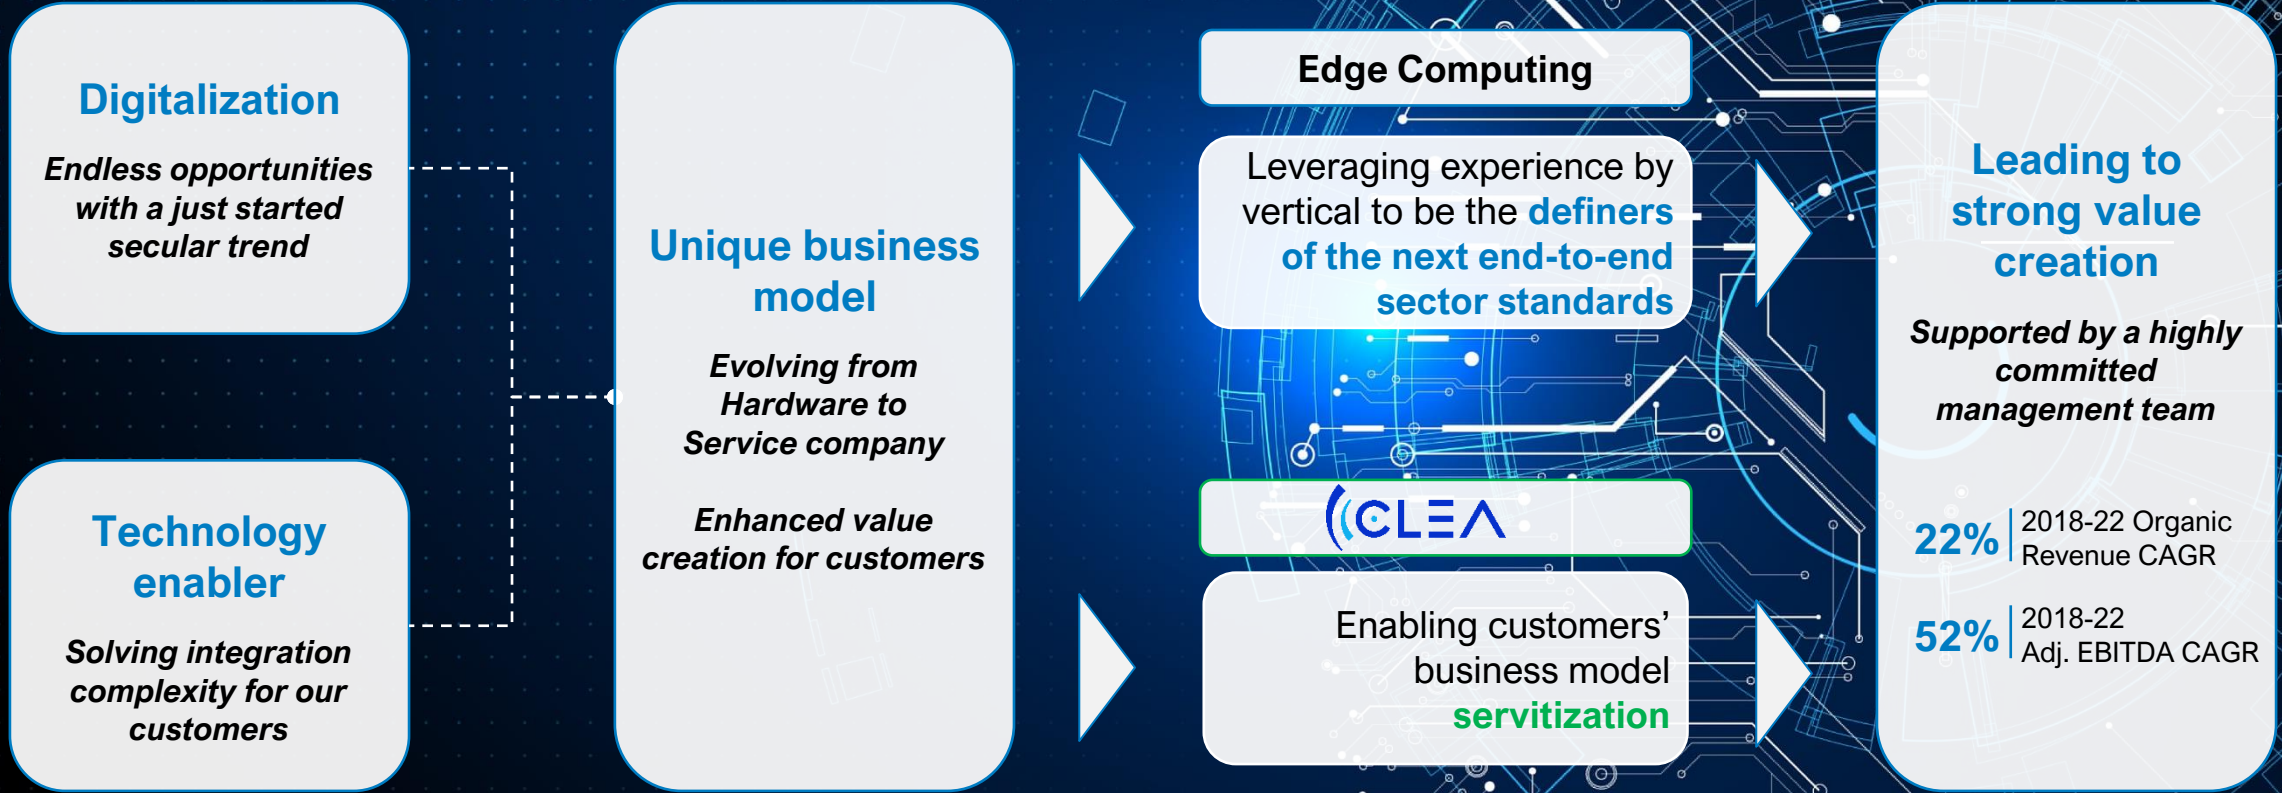 Digitalization
Endless opportunities
with a just started
secular trend
Technology
enabler
Solving integration
complexity for our
customers
Unique business
model
Evolving from
Hardware to
Service company
Enhanced value
creation for customers
Edge Computing
Leveraging experience by
vertical to be the definers
of the next end-to-end
sector standards
CLEA
Enabling customers’
business model
servitization
Leading to
strong value
creation
Supported by a highly
committed
management team
22%
2018-22 Organic
Revenue CAGR
52%
2018-22
Adj. EBITDA CAGR